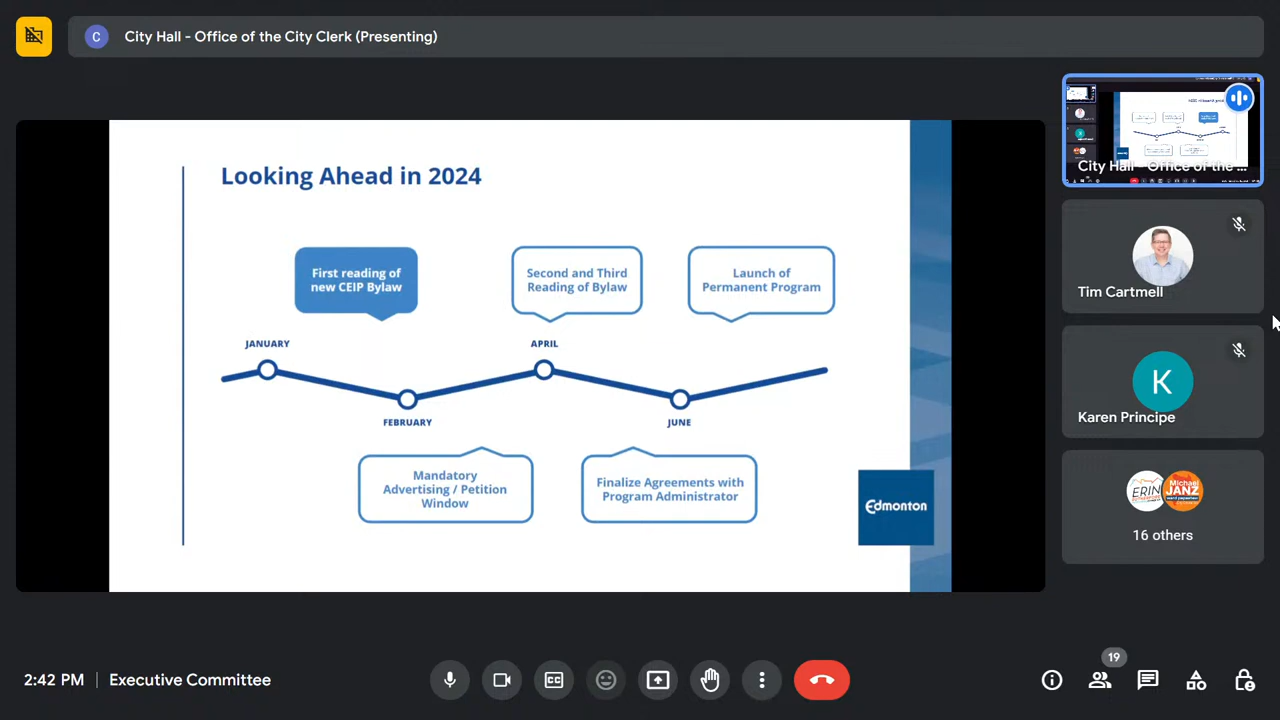 C
City Hall - Office of the City Clerk (Presenting)
Looking Ahead in 2024
First reading of
new CEIP Bylaw
Second and Third
Reading of Bylaw
Launch of
Permanent Program
JANUARY
APRIL
FEBRUARY
JUNE
Mandatory
Advertising / Petition
Window
Finalize Agreements with
Program Administrator
Edmonton
City Hall - Office of the ...
Tim Cartmell
K
Karen Principe
ERIN
Michael
JANZ
16 others
2:42 PM
Executive Committee
CC
19